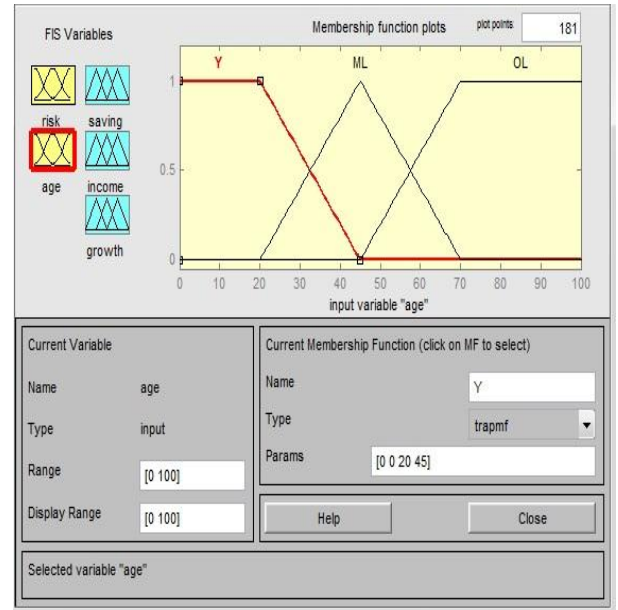 FIS Variables
Membership function plots
plot points:
181
risk
saving
age
income
growth
Y
ML
OL
1
0.5
0
0 10 20 30 40 50 60 70 80 90 100
input variable "age"
Current Variable
Name age
Type input
Range [0 100]
Display Range [0 100]
Current Membership Function (click on MF to select)
Name Y
Type trapmf
Params [0 0 20 45]
Help Close
Selected variable "age"